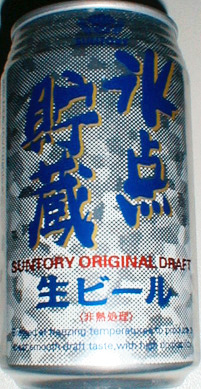 氷点
貯蔵
SUNTORY ORIGINAL DRAFT
生ビール
〈非熱処理〉
freezing temperatures to produce
smooth draft taste, with high